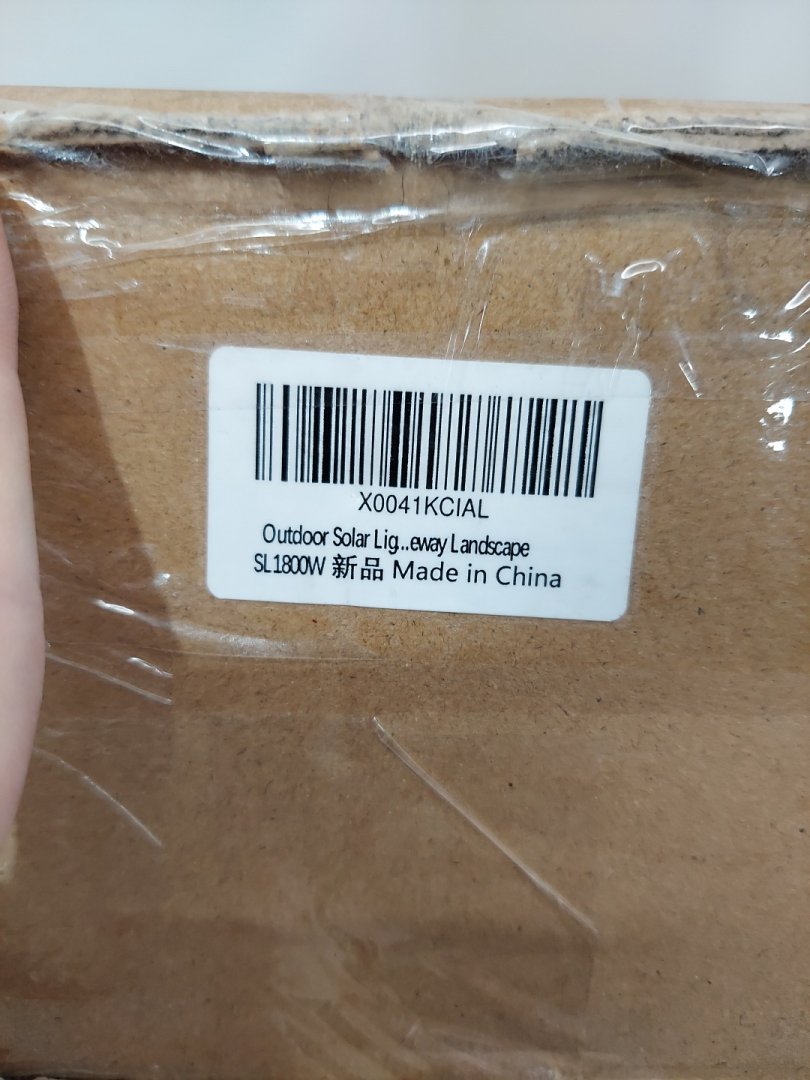 X0041KCIAL
Outdoor Solar Lig...eway Landscape
SL1800W 新品 Made in China